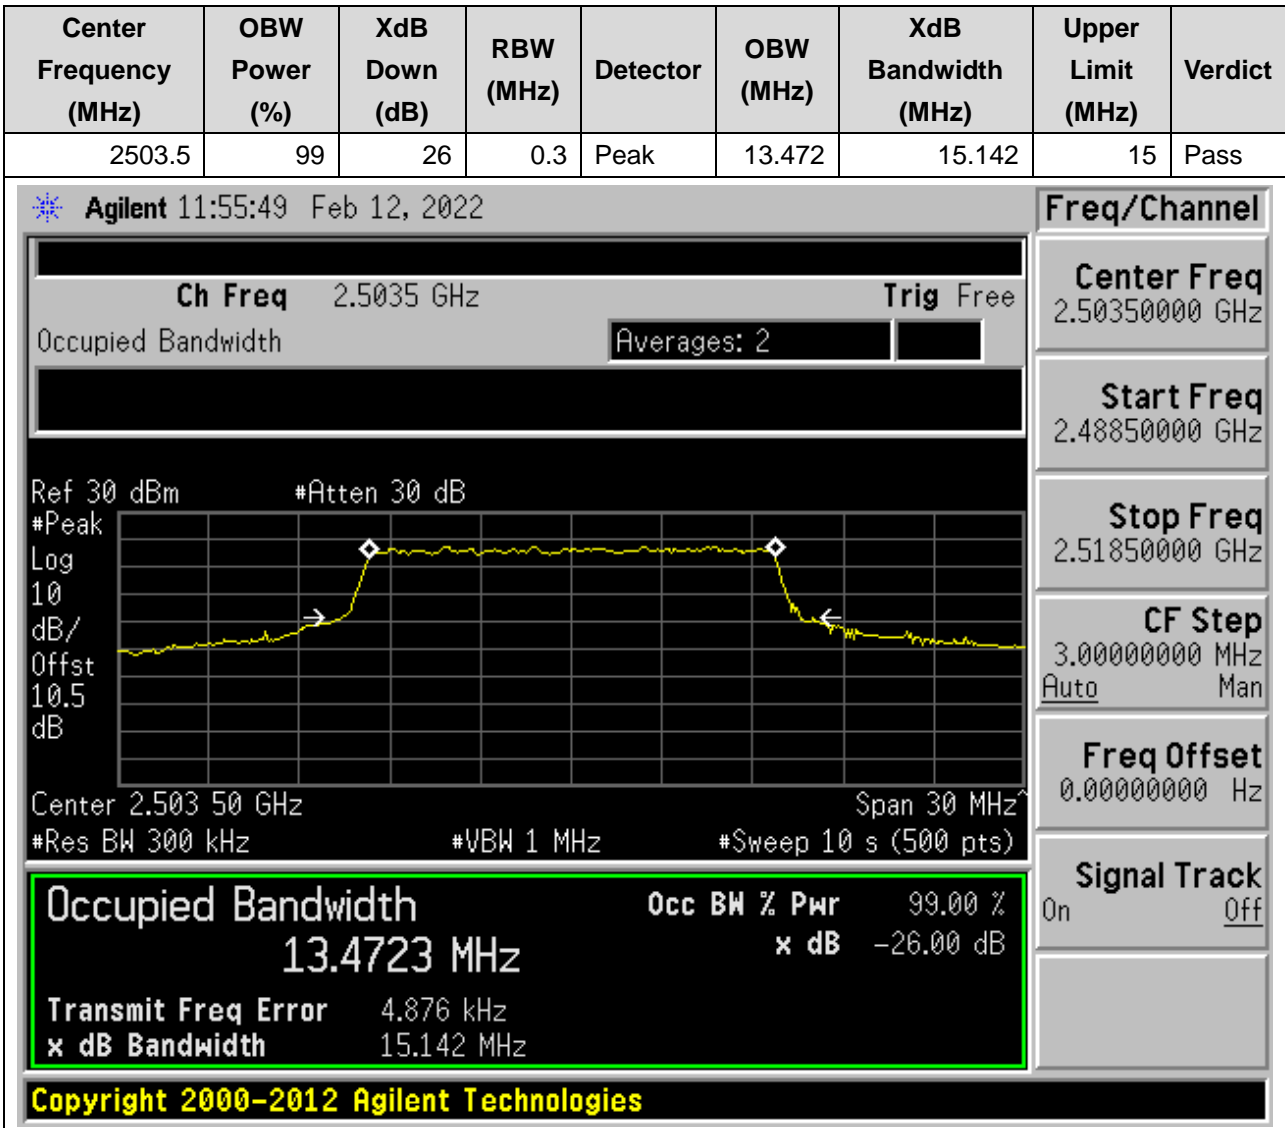 Center Frequency (MHz) OBW Power (%) XdB Down (dB) RBW (MHz) Detector OBW (MHz) XdB Bandwidth (MHz) Upper Limit (MHz) Verdict
2503.5 99 26 0.3 Peak 13.472 15.142 15 Pass
Agilent 11:55:49 Feb 12, 2022
Freq/Channel
Ch Freq 2.5035 GHz Trig Free
Occupied Bandwidth Averages: 2
Center Freq
2.50350000 GHz
Start Freq
2.48850000 GHz
Stop Freq
2.51850000 GHz
CF Step
3.00000000 MHz
Auto Man
Freq Offset
0.00000000 Hz
Signal Track
On Off
Ref 30 dBm #Atten 30 dB
#Peak
Log
10
dB/
Offst
10.5
dB
Center 2.503 50 GHz Span 30 MHz^
#Res BW 300 kHz #VBW 1 MHz #Sweep 10 s (500 pts)
Occupied Bandwidth Occ BW % Pwr 99.00 %
13.4723 MHz x dB -26.00 dB
Transmit Freq Error 4.876 kHz
x dB Bandwidth 15.142 MHz
Copyright 2000-2012 Agilent Technologies